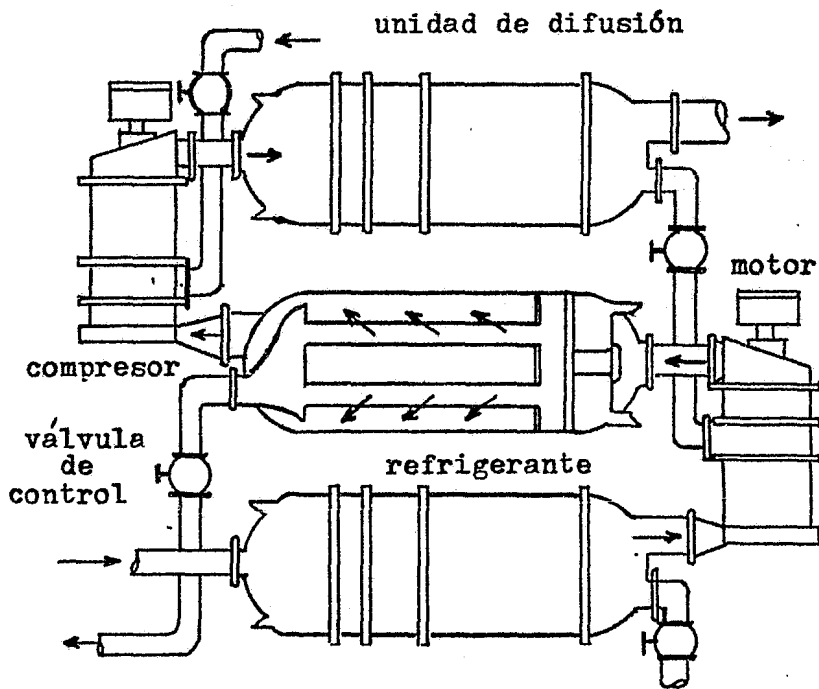 unidad de difusión
motor
compresor
válvula
de
control
refrigerante